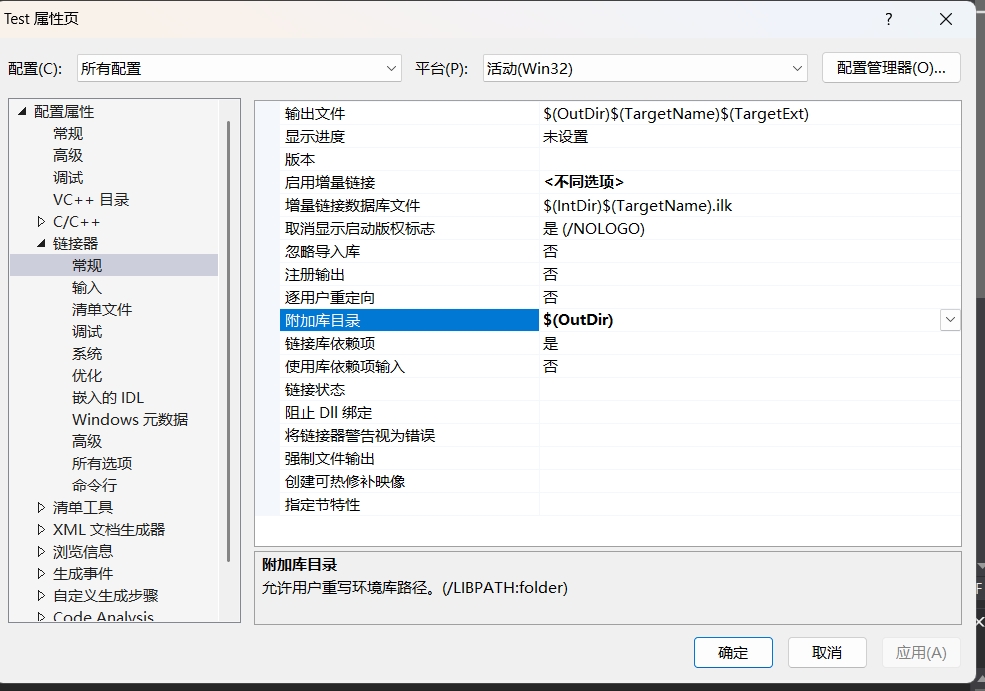 Test 属性页
?
配置(C): 所有配置 平台(P): 活动(Win32) 配置管理器(O)...
配置属性
常规
高级
调试
VC++ 目录
C/C++
链接器
常规
输入
清单文件
调试
系统
优化
嵌入的 IDL
Windows 元数据
高级
所有选项
命令行
清单工具
XML 文档生成器
浏览信息
生成事件
自定义生成步骤
Code Analysis
输出文件 $(OutDir)$(TargetName)$(TargetExt)
显示进度 未设置
版本
启用增量链接 <不同选项>
增量链接数据库文件 $(IntDir)$(TargetName).ilk
取消显示启动版权标志 是 (/NOLOGO)
忽略导入库 否
注册输出 否
逐用户重定向 否
附加库目录 $(OutDir)
链接库依赖项 是
使用库依赖项输入 否
链接状态
阻止 Dll 绑定
将链接器警告视为错误
强制文件输出
创建可热修补映像
指定节特性
附加库目录
允许用户重写环境库路径。(/LIBPATH:folder)
确定 取消 应用(A)